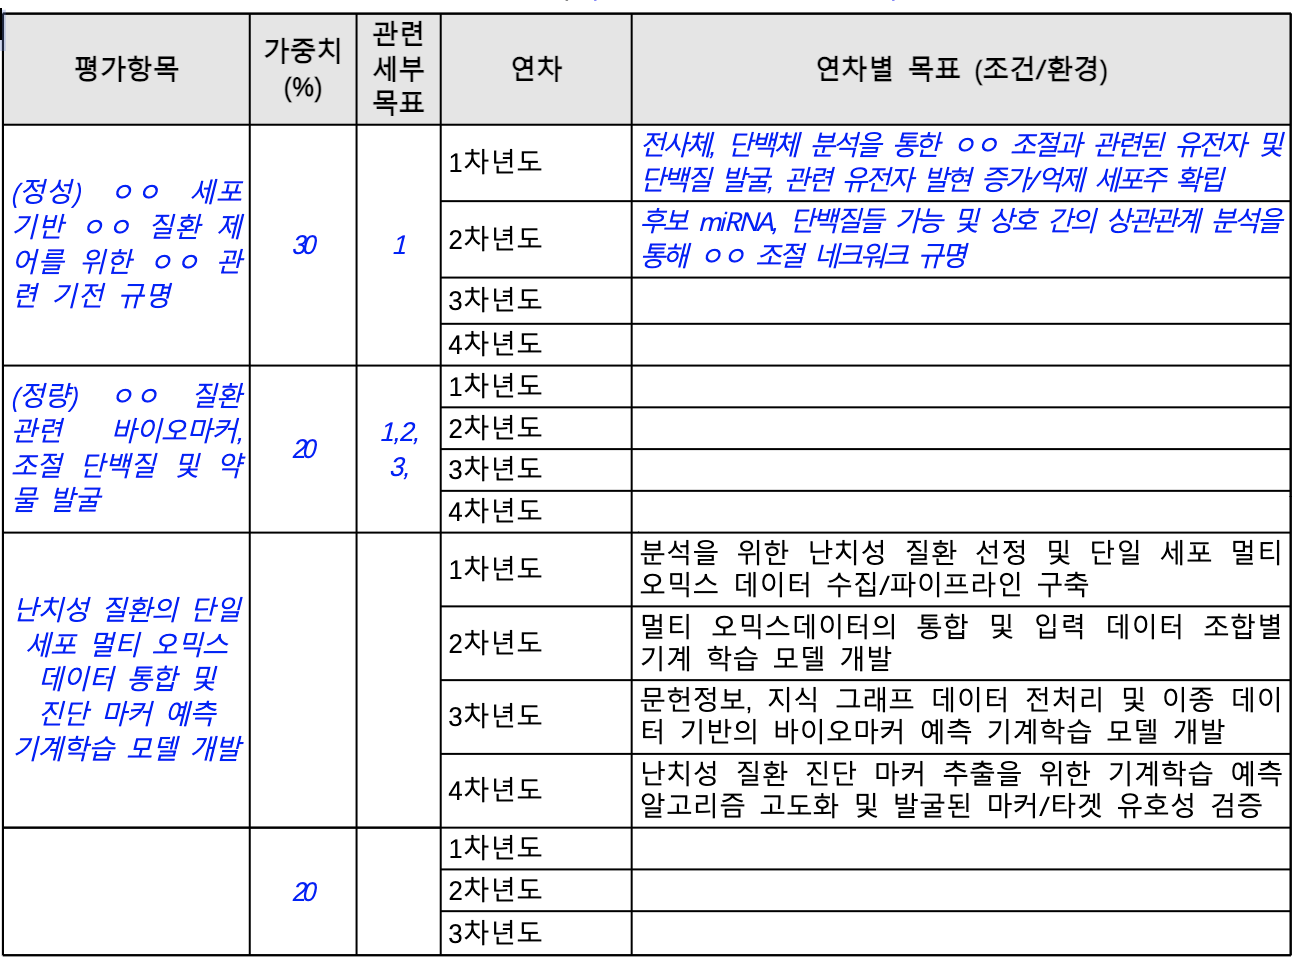 평가항목
가중치
(%)
관련
세부
목표
연차
연차별 목표 (조건/환경)
(정성) ㅇㅇ 세포
기반 ㅇㅇ 질환 제
어를 위한 ㅇㅇ 관
련 기전 규명
30
1
1차년도
전사체, 단백체 분석을 통한 ㅇㅇ 조절과 관련된 유전자 및
단백질 발굴, 관련 유전자 발현 증가/억제 세포주 확립
2차년도
후보 miRNA, 단백질들 가능 및 상호 간의 상관관계 분석을
통해 ㅇㅇ 조절 네크워크 규명
3차년도
4차년도
(정량) ㅇㅇ 질환
관련 바이오마커,
조절 단백질 및 약
물 발굴
20
1,2,
3,
1차년도
2차년도
3차년도
4차년도
난치성 질환의 단일
세포 멀티 오믹스
데이터 통합 및
진단 마커 예측
기계학습 모델 개발
1차년도
분석을 위한 난치성 질환 선정 및 단일 세포 멀티
오믹스 데이터 수집/파이프라인 구축
2차년도
멀티 오믹스데이터의 통합 및 입력 데이터 조합별
기계 학습 모델 개발
3차년도
문헌정보, 지식 그래프 데이터 전처리 및 이종 데이
터 기반의 바이오마커 예측 기계학습 모델 개발
4차년도
난치성 질환 진단 마커 추출을 위한 기계학습 예측
알고리즘 고도화 및 발굴된 마커/타겟 유호성 검증
20
1차년도
2차년도
3차년도